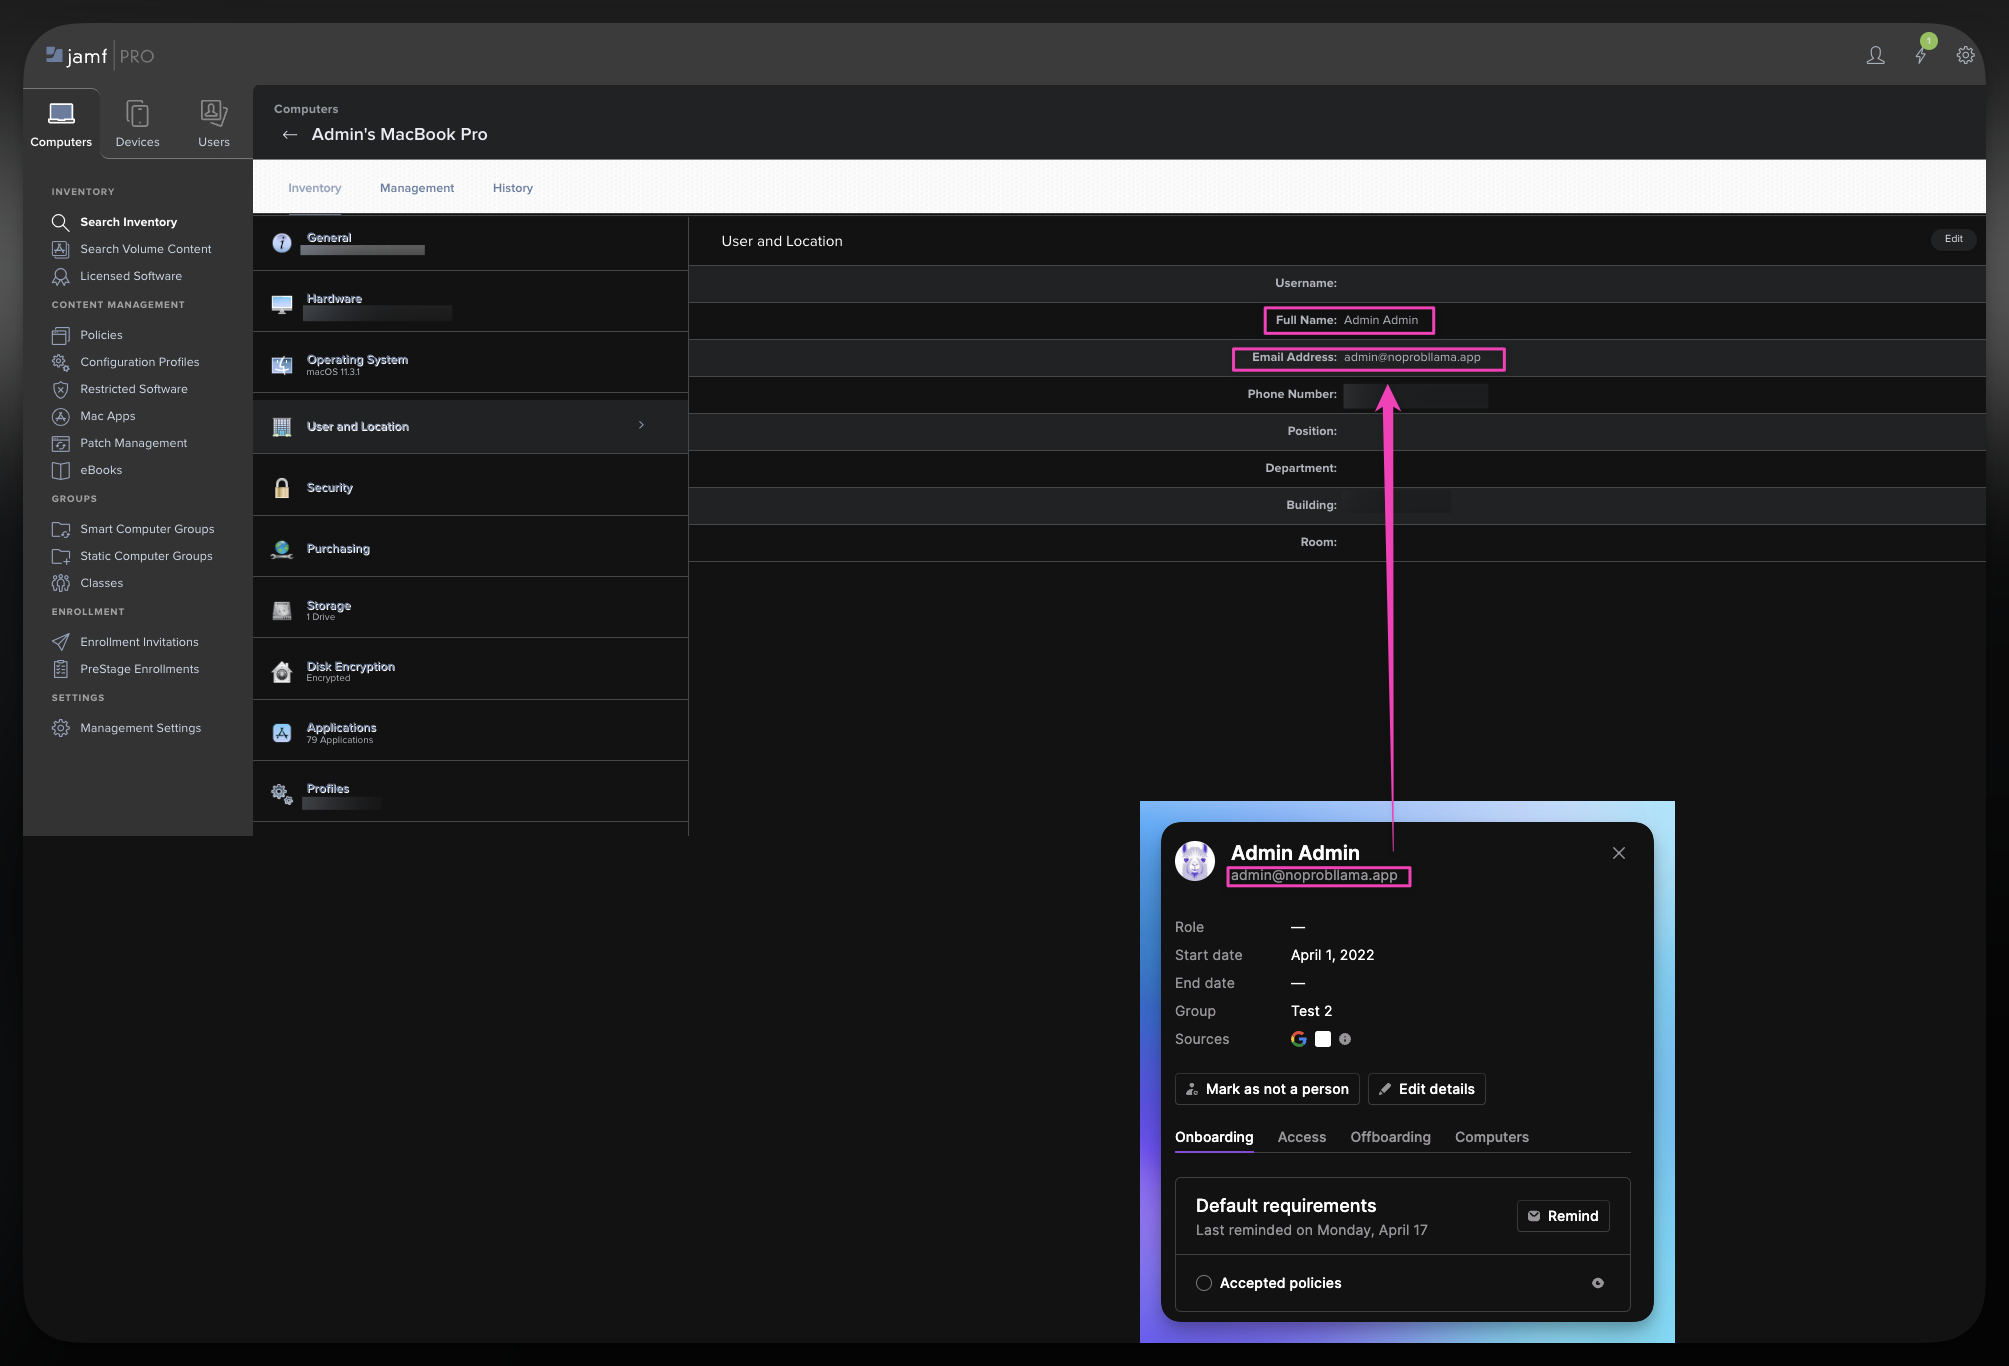 jamf PRO
1
Computers
Devices
Users
Computers
← Admin's MacBook Pro
Inventory
Management
History
INVENTORY
Search Inventory
Search Volume Content
Licensed Software
CONTENT MANAGEMENT
Policies
Configuration Profiles
Restricted Software
Mac Apps
Patch Management
eBooks
GROUPS
Smart Computer Groups
Static Computer Groups
Classes
ENROLLMENT
Enrollment Invitations
PreStage Enrollments
SETTINGS
Management Settings
General
Hardware
Operating System
macOS 11.3.1
User and Location
Security
Purchasing
Storage
1 Drive
Disk Encryption
Encrypted
Applications
79 Applications
Profiles
User and Location
Edit
Username:
Full Name: Admin Admin
Email Address: admin@noprobllama.app
Phone Number:
Position:
Department:
Building:
Room:
Admin Admin
admin@noprobllama.app
Role —
Start date April 1, 2022
End date —
Group Test 2
Sources
Mark as not a person
Edit details
Onboarding
Access
Offboarding
Computers
Default requirements
Last reminded on Monday, April 17
Remind
Accepted policies